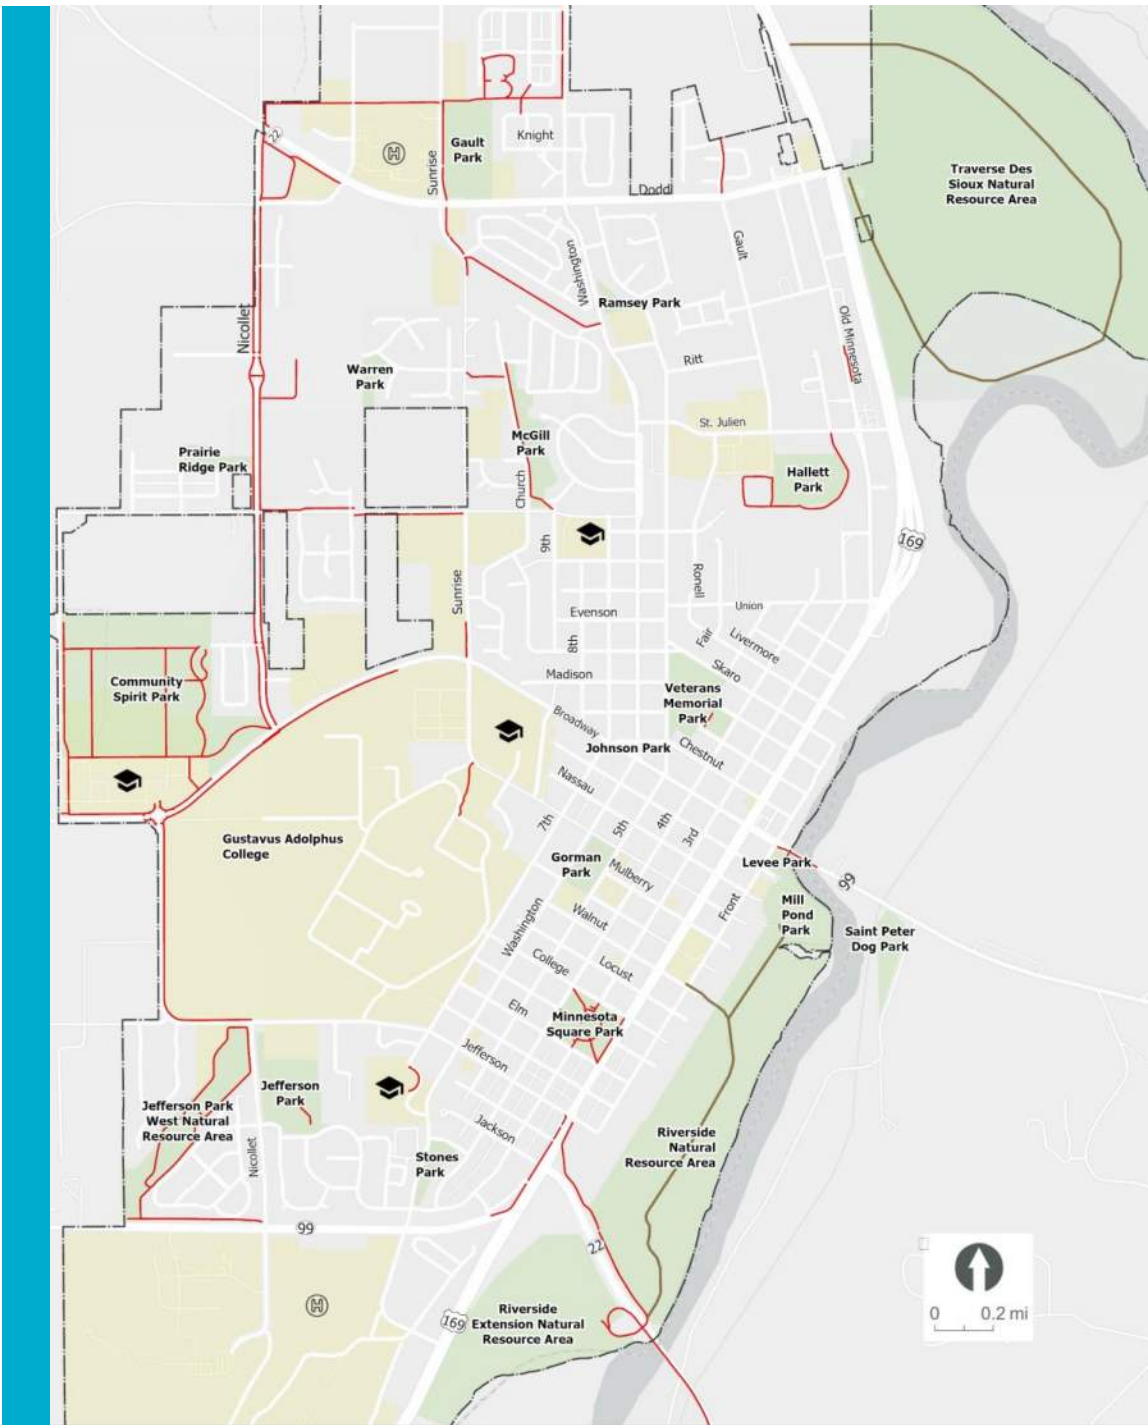 Knight
22
H
Gault
Park
Sunrise
Dodd
Traverse Des
Sioux Natural
Resource Area
Gault
Washington
Ramsey Park
Nicollet
Old Minnesota
Ritt
Warren
Park
St. Julien
McGill
Park
Prairie
Ridge Park
Hallett
Park
Church
169
9th
Sunrise
Ronell
Evenson
Union
8th
Fair
Livermore
Skaro
Madison
Community
Spirit Park
Veterans
Memorial
Park
Broadway
Johnson Park
Chestnut
Nassau
7th
5th
4th
3rd
Gustavus Adolphus
College
Levee Park
99
Gorman
Park
Mulberry
Mill
Pond
Park
Front
Walnut
Washington
Saint Peter
Dog Park
College
Locust
Elm
Minnesota
Square Park
Jefferson
Jefferson
Park
Jefferson Park
West Natural
Resource Area
Jackson
Riverside
Natural
Resource Area
Nicollet
Stones
Park
99
22
H
169
Riverside
Extension Natural
Resource Area
0 0.2 mi